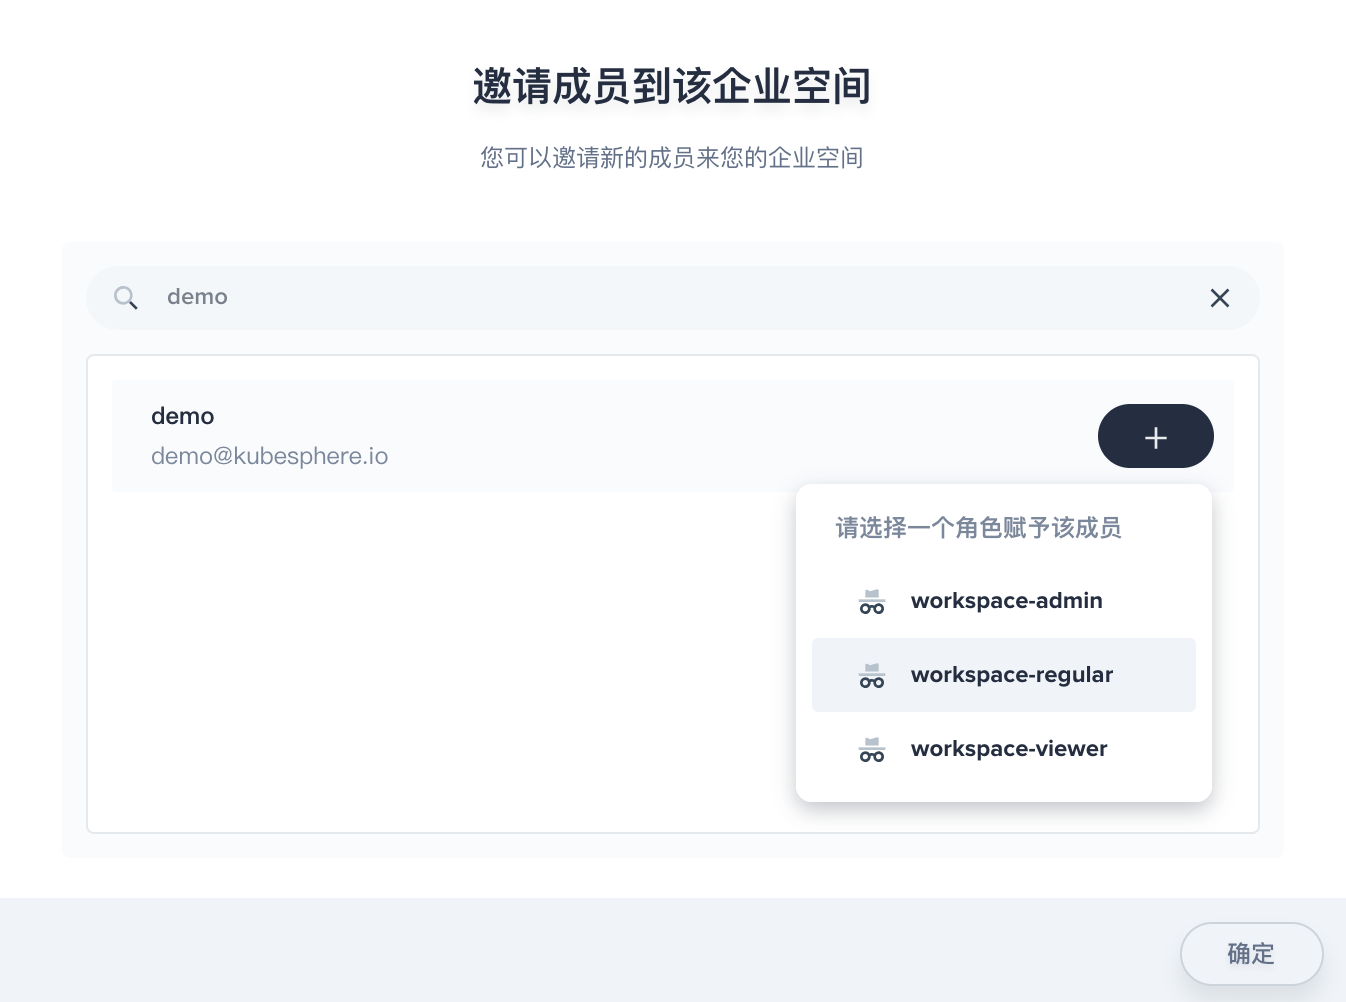 邀请成员到该企业空间
您可以邀请新的成员来您的企业空间
demo
demo
demo@kubesphere.io
请选择一个角色赋予该成员
workspace-admin
workspace-regular
workspace-viewer
确定